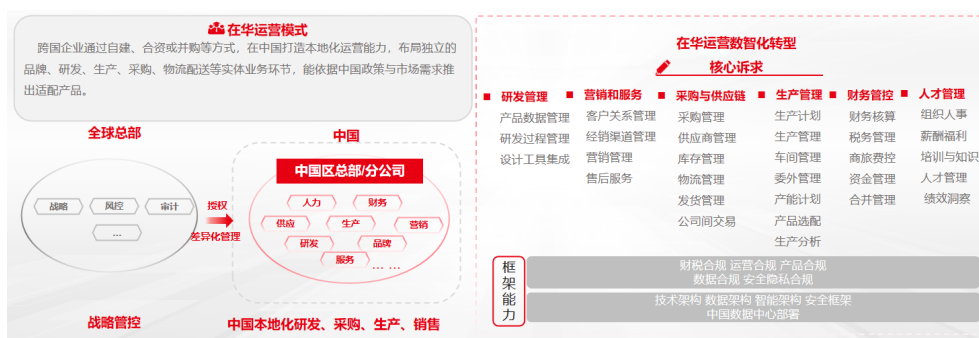 在华运营模式
跨国企业通过自建、合资或并购等方式，在中国打造本地化运营能力，布局独立的
品牌、研发、生产、采购、物流配送等实体业务环节，能依据中国政策与市场需求推
出适配产品。
全球总部
中国
中国区总部/分公司
战略
风控
审计
...
授权
差异化管理
人力
财务
供应
生产
营销
研发
品牌
服务
... ...
战略管控
中国本地化研发、采购、生产、销售
在华运营数智化转型
核心诉求
研发管理
产品数据管理
研发过程管理
设计工具集成
营销和服务
客户关系管理
经销渠道管理
营销管理
售后服务
采购与供应链
采购管理
供应商管理
库存管理
物流管理
发货管理
公司间交易
生产管理
生产计划
生产管理
车间管理
委外管理
产能计划
产品选配
生产分析
财务管控
财务核算
税务管理
商旅费控
资金管理
合并管理
人才管理
组织人事
薪酬福利
培训与知识
人才管理
绩效洞察
框架能力
财税合规 运营合规 产品合规
数据合规 安全隐私合规
技术架构 数据架构 智能架构 安全框架
中国数据中心部署